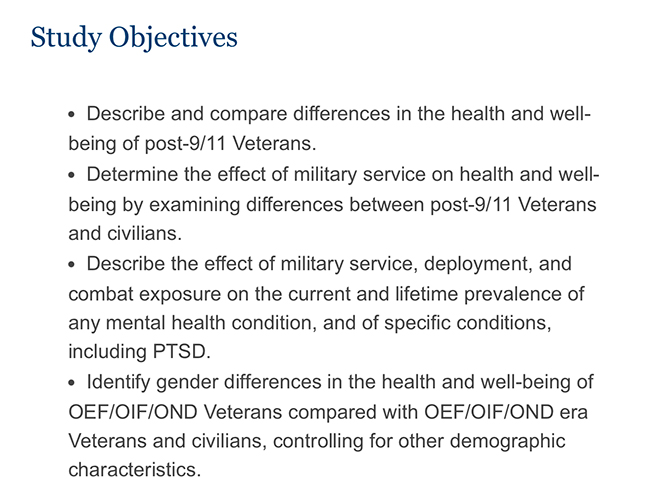 Study Objectives
• Describe and compare differences in the health and well-
being of post-9/11 Veterans.
• Determine the effect of military service on health and well-
being by examining differences between post-9/11 Veterans
and civilians.
• Describe the effect of military service, deployment, and
combat exposure on the current and lifetime prevalence of
any mental health condition, and of specific conditions,
including PTSD.
• Identify gender differences in the health and well-being of
OEF/OIF/OND Veterans compared with OEF/OIF/OND era
Veterans and civilians, controlling for other demographic
characteristics.